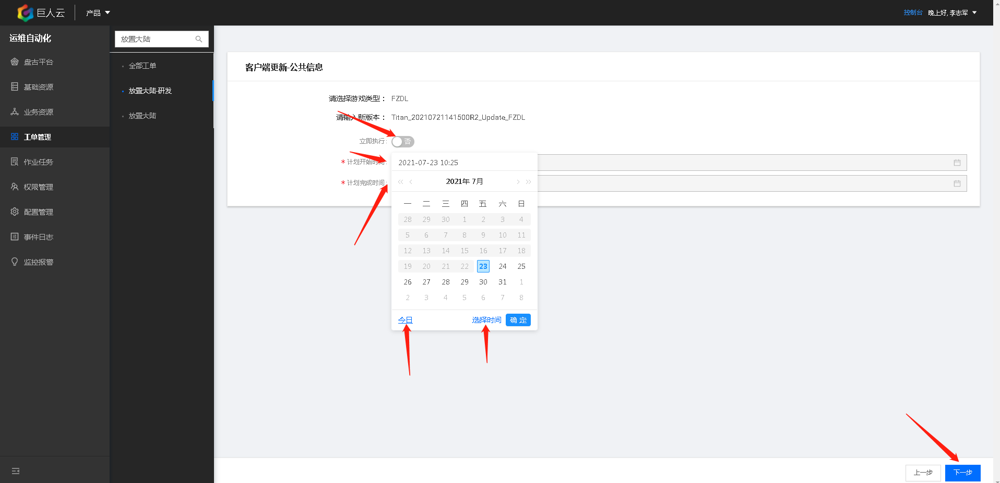 巨人云
产品
控制台
晚上好, 李志军
运维自动化
盘古平台
基础资源
业务资源
工单管理
作业任务
权限管理
配置管理
事件日志
监控报警
放置大陆
全部工单
放置大陆-研发
放置大陆
客户端更新-公共信息
请选择游戏类型： FZDL
请输入新版本： Titan_20210721141500R2_Update_FZDL
立即执行: 否
* 计划开始时间:
* 计划完成时间:
2021-07-23 10:25
2021年 7月
一 二 三 四 五 六 日
28 29 30 1 2 3 4
5 6 7 8 9 10 11
12 13 14 15 16 17 18
19 20 21 22 23 24 25
26 27 28 29 30 31 1
2 3 4 5 6 7 8
今日 选择时间 确 定
上一步 下一步